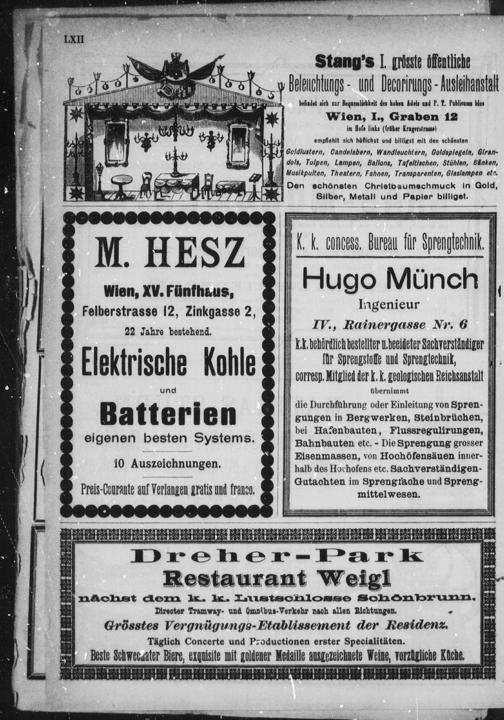 LXII
Stang's I. grösste öffentliche
Beleuchtungs- und Decorirungs-Ausleihanstalt
befindet sich zur Bequemlichkeit des hohen Adels und P. T. Publicums blos
Wien, I., Graben 12
im Hofe links (früher Krugerstrasse)
empfiehlt sich höflichst und billigst mit den schönsten
Goldlustern, Candelabern, Wandleuchtern, Goldspiegeln, Giran-
dols, Tulpen, Lampen, Ballons, Tafeltischen, Stühlen, Bänken,
Musikpulten, Theatern, Fahnen, Transparenten, Glaslampen etc.
Den schönsten Christbaumschmuck in Gold,
Silber, Metall und Papier billigst.
M. HESZ
Wien, XV. Fünfhaus,
Felberstrasse 12, Zinkgasse 2,
22 Jahre bestehend.
Elektrische Kohle
und
Batterien
eigenen besten Systems.
10 Auszeichnungen.
Preis-Courante auf Verlangen gratis und franco.
K. k. concess. Bureau für Sprengtechnik.
Hugo Münch
Ingenieur
IV., Rainergasse Nr. 6
k.k. behördlich bestellter u. beeideter Sachverständiger
für Sprengstoffe und Sprengtechnik,
corresp. Mitglied der k. k. geologischen Reichsanstalt
übernimmt
die Durchführung oder Einleitung von Spren-
gungen in Bergwerken, Steinbrüchen,
bei Hafenbauten, Flussregulirungen,
Bahnbauten etc. - Die Sprengung grosser
Eisenmassen, von Hochöfensäuen inner-
halb des Hochofens etc. Sachverständigen-
Gutachten im Sprengfache und Spreng-
mittelwesen.
Dreher-Park
Restaurant Weigl
nächst dem k. k. Lustschlosse Schönbrunn.
Directer Tramway- und Omnibus-Verkehr nach allen Richtungen.
Grösstes Vergnügungs-Etablissement der Residenz.
Täglich Concerte und Productionen erster Specialitäten.
Beste Schwechater Biere, exquisite mit goldener Medaille ausgezeichnete Weine, vorzügliche Küche.